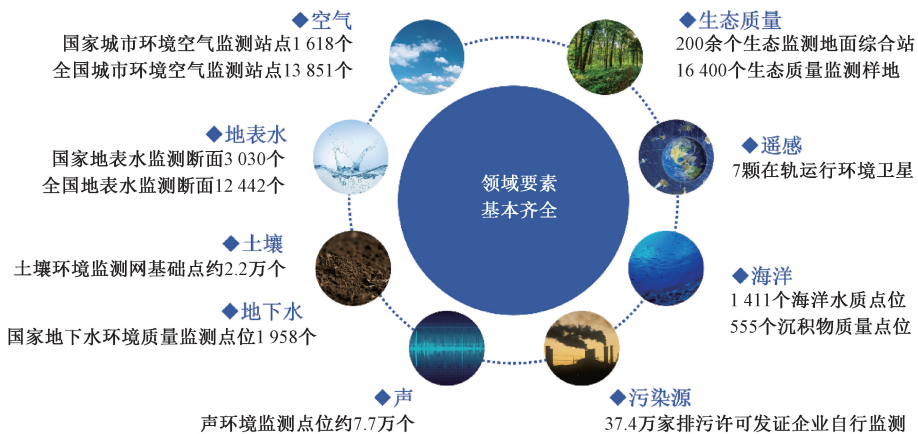 ◆空气
国家城市环境空气监测站点1 618个
全国城市环境空气监测站点13 851个
◆地表水
国家地表水监测断面3 030个
全国地表水监测断面12 442个
◆土壤
土壤环境监测网基础点约2.2万个
◆地下水
国家地下水环境质量监测点位1 958个
◆声
声环境监测点位约7.7万个
领域要素
基本齐全
◆生态质量
200余个生态监测地面综合站
16 400个生态质量监测样地
◆遥感
7颗在轨运行环境卫星
◆海洋
1 411个海洋水质点位
555个沉积物质量点位
◆污染源
37.4万家排污许可发证企业自行监测